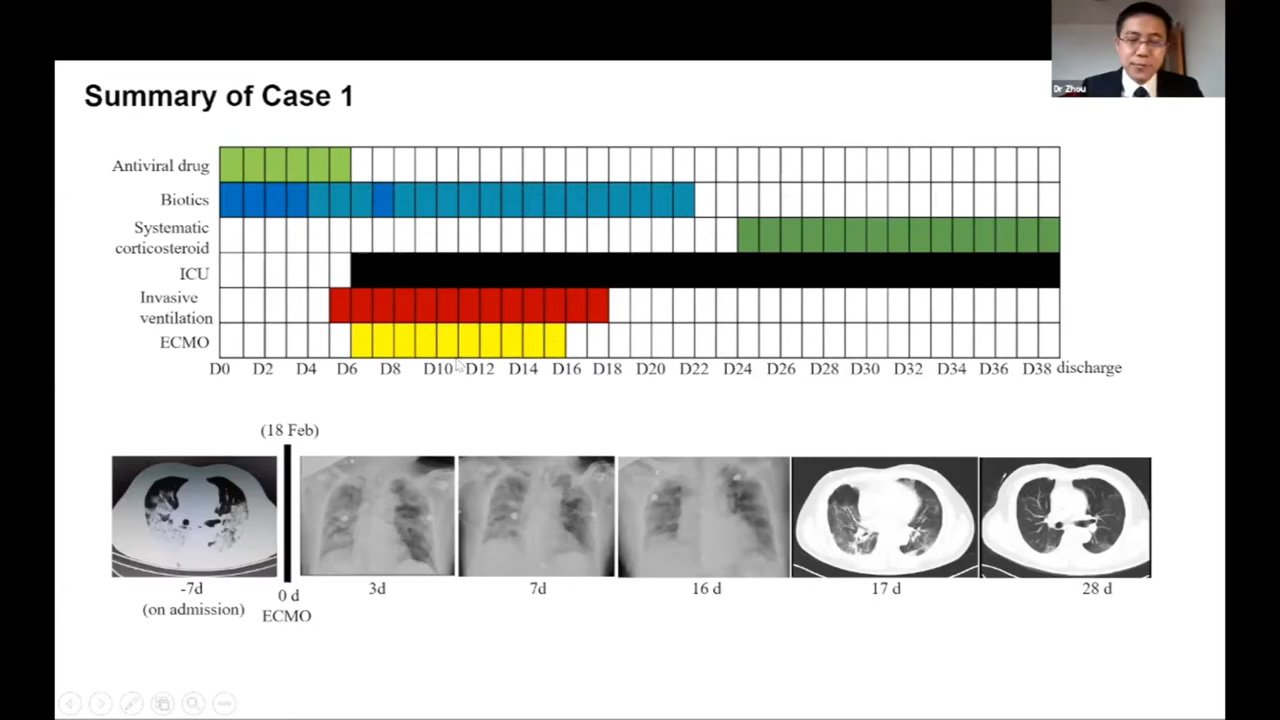 Dr Zhou
Summary of Case 1
Antiviral drug
Biotics
Systematic
corticosteroid
ICU
Invasive
ventilation
ECMO
D0 D2 D4 D6 D8 D10 D12 D14 D16 D18 D20 D22 D24 D26 D28 D30 D32 D34 D36 D38 discharge
(18 Feb)
-7d 0 d 3d 7d 16 d 17 d 28 d
(on admission) ECMO